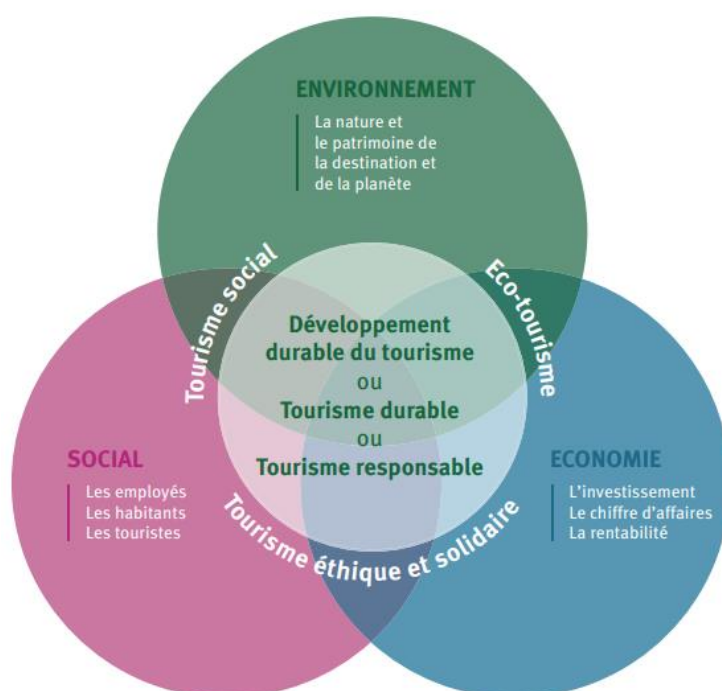 ENVIRONNEMENT
La nature et
le patrimoine de
la destination et
de la planète
Tourisme social
Eco-tourisme
Développement
durable du tourisme
ou
Tourisme durable
ou
Tourisme responsable
SOCIAL
Les employés
Les habitants
Les touristes
ECONOMIE
L'investissement
Le chiffre d'affaires
La rentabilité
Tourisme éthique et solidaire